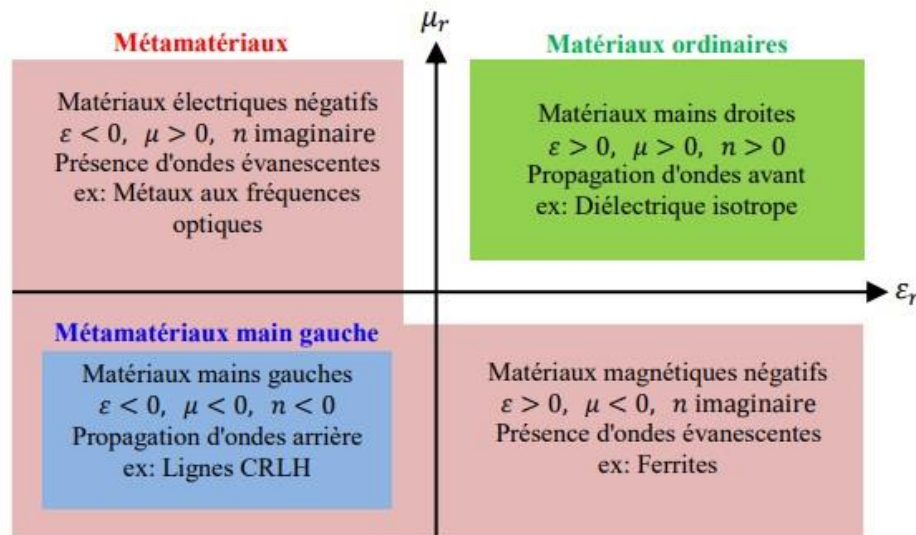 μᵣ
Métamatériaux
Matériaux ordinaires
Matériaux électriques négatifs
ε < 0, μ > 0, n imaginaire
Présence d'ondes évanescentes
ex: Métaux aux fréquences
optiques
Matériaux mains droites
ε > 0, μ > 0, n > 0
Propagation d'ondes avant
ex: Diélectrique isotrope
εᵣ
Métamatériaux main gauche
Matériaux mains gauches
ε < 0, μ < 0, n < 0
Propagation d'ondes arrière
ex: Lignes CRLH
Matériaux magnétiques négatifs
ε > 0, μ < 0, n imaginaire
Présence d'ondes évanescentes
ex: Ferrites